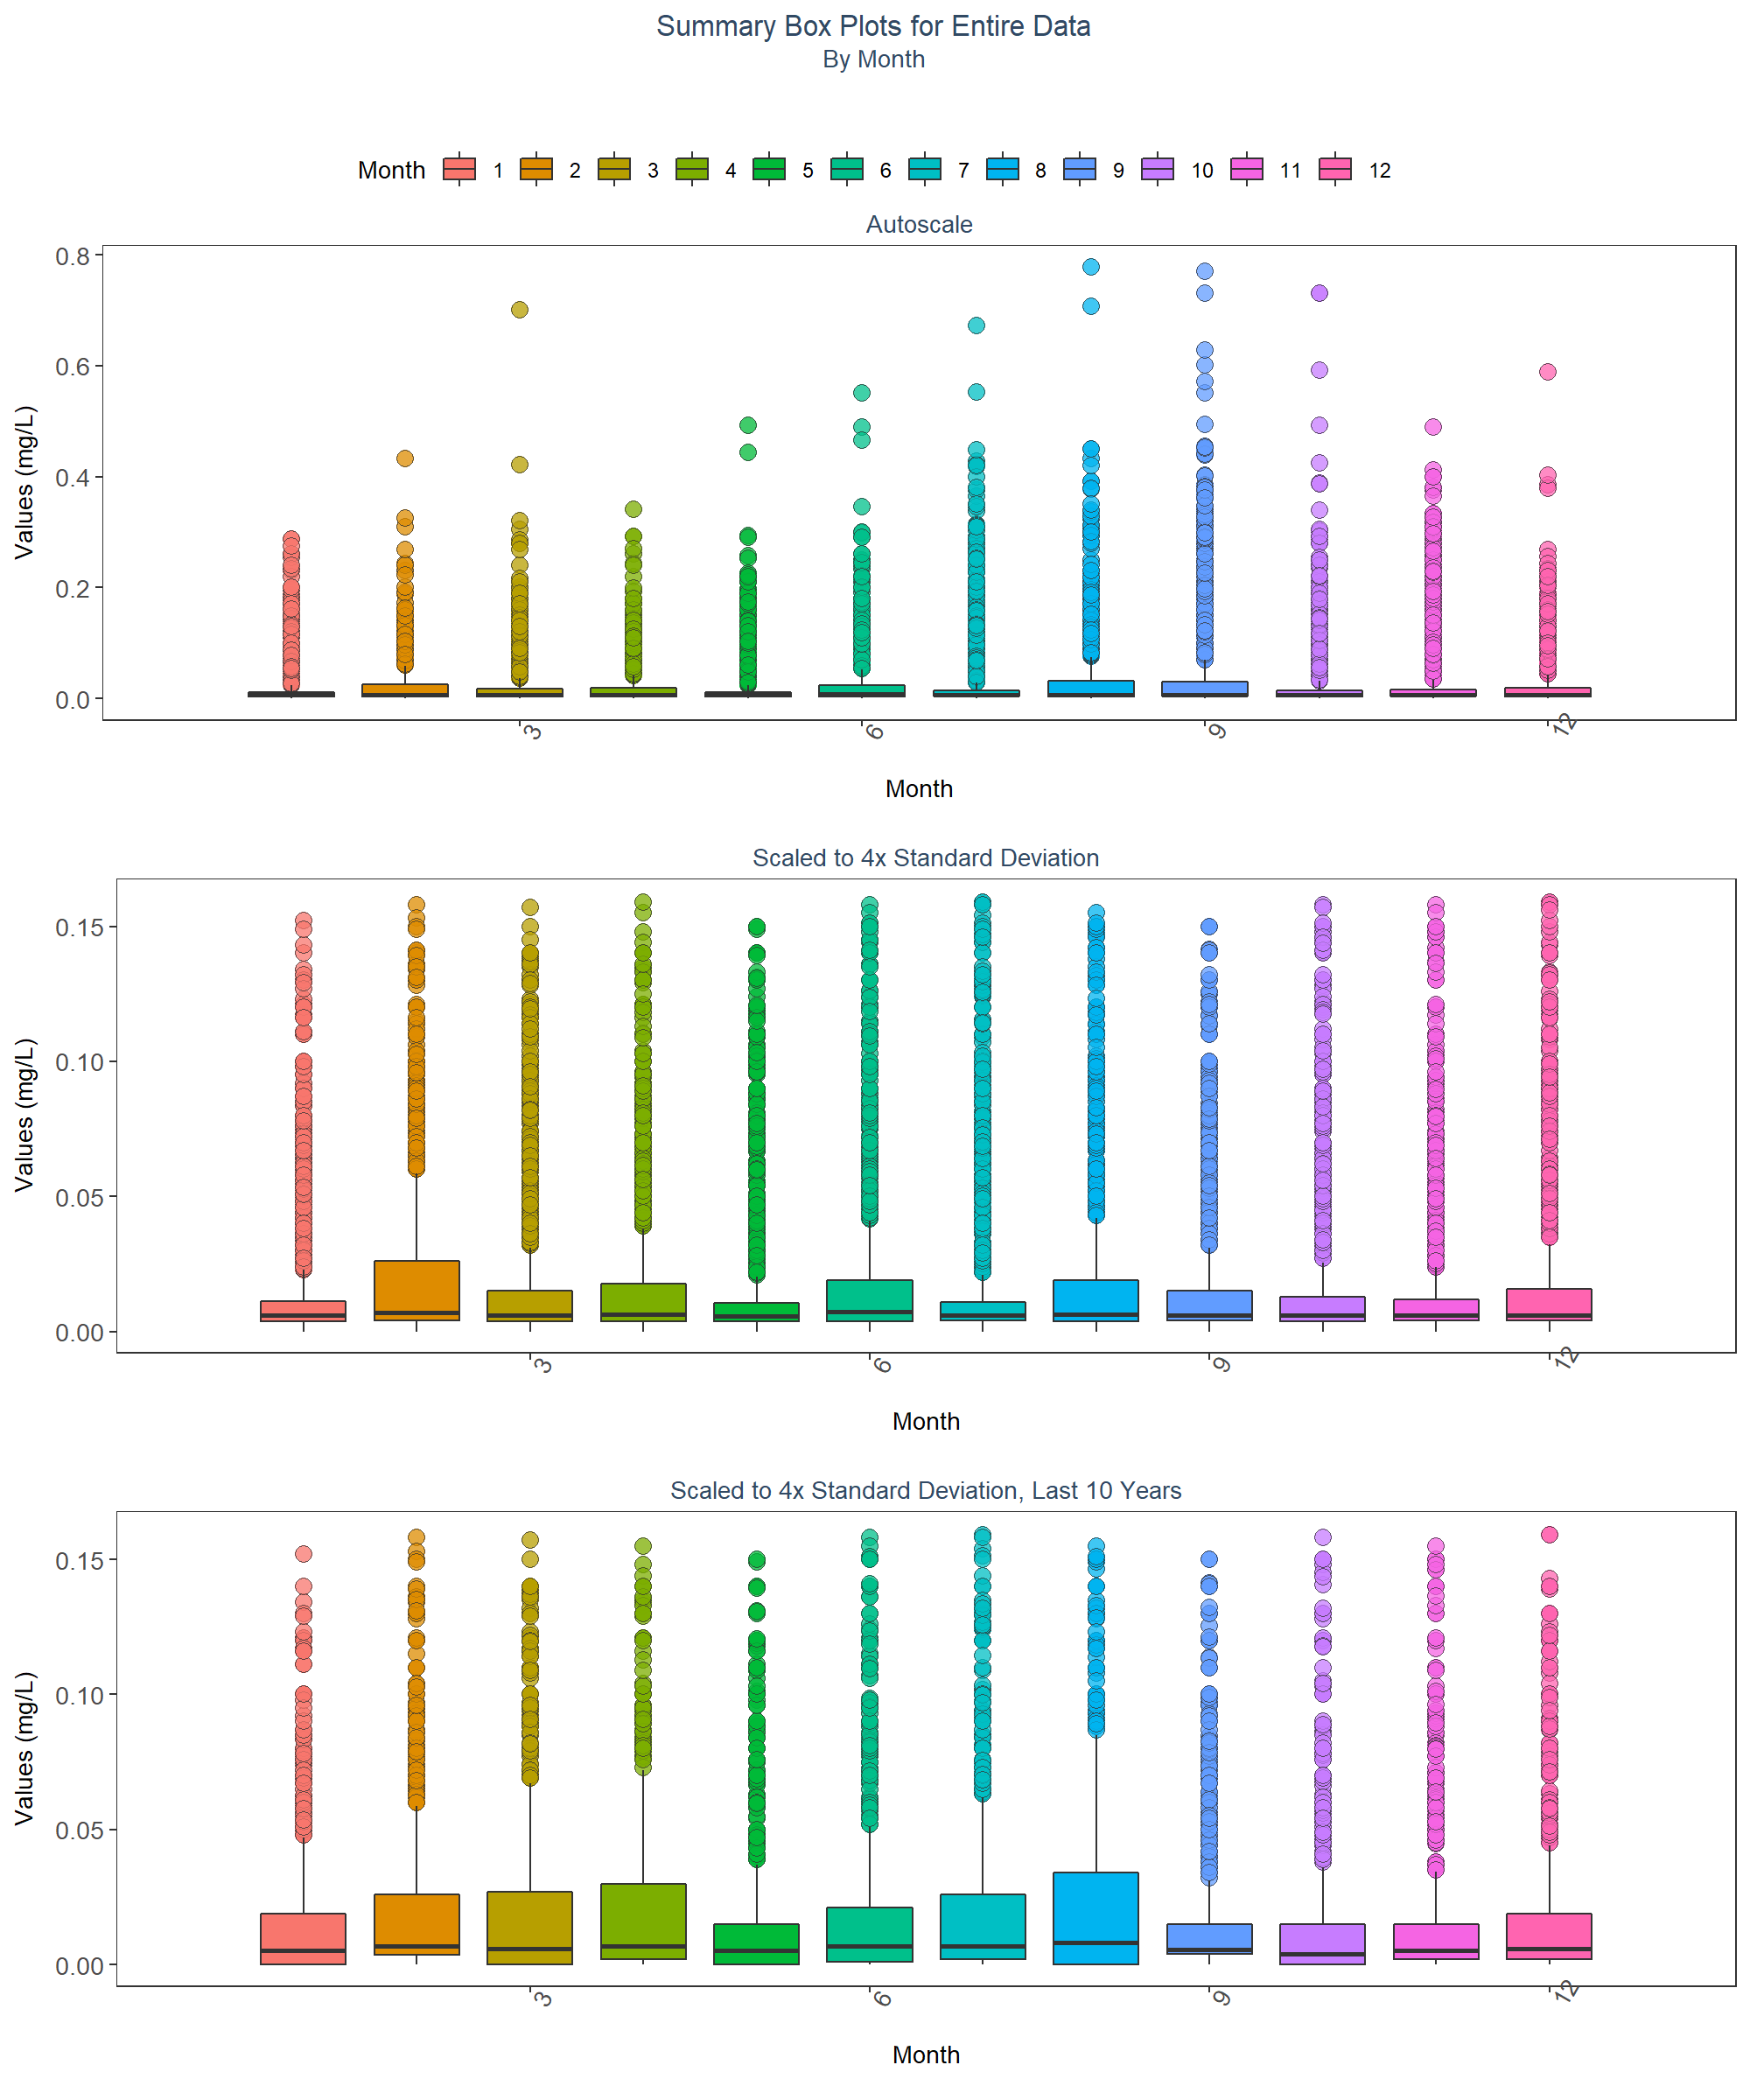 Summary Box Plots for Entire Data
By Month
Month 1 2 3 4 5 6 7 8 9 10 11 12
Autoscale
Values (mg/L)
0.8
0.6
0.4
0.2
0.0
3 6 9 12
Month
Scaled to 4x Standard Deviation
Values (mg/L)
0.15
0.10
0.05
0.00
3 6 9 12
Month
Scaled to 4x Standard Deviation, Last 10 Years
Values (mg/L)
0.15
0.10
0.05
0.00
3 6 9 12
Month